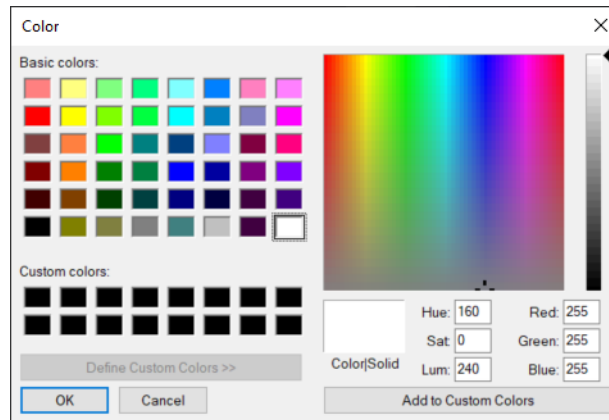 Color
Basic colors:
Custom colors:
Define Custom Colors >>
OK Cancel
Color|Solid
Hue: 160 Red: 255
Sat: 0 Green: 255
Lum: 240 Blue: 255
Add to Custom Colors